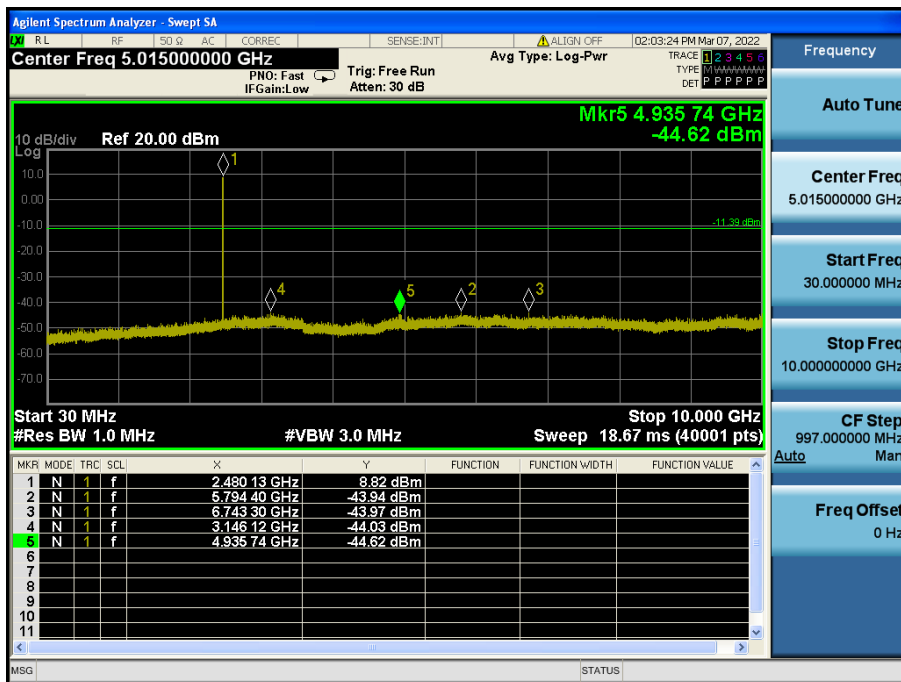 Agilent Spectrum Analyzer - Swept SA
LXI RL RF 50 Ω AC CORREC SENSE:INT ALIGN OFF 02:03:24 PM Mar 07, 2022
Center Freq 5.015000000 GHz
PNO: Fast
IFGain:Low
Trig: Free Run
Atten: 30 dB
Avg Type: Log-Pwr
TRACE 1 2 3 4 5 6
TYPE MWWWWW
DET P P P P P P
Mkr5 4.935 74 GHz
-44.62 dBm
10 dB/div Ref 20.00 dBm
Log
10.0
0.00
-10.0
-20.0
-30.0
-40.0
-50.0
-60.0
-70.0
1
-11.39 dBm
4
5
2
3
Start 30 MHz Stop 10.000 GHz
#Res BW 1.0 MHz #VBW 3.0 MHz Sweep 18.67 ms (40001 pts)
MKR MODE TRC SCL X Y FUNCTION FUNCTION WIDTH FUNCTION VALUE
1 N 1 f 2.480 13 GHz 8.82 dBm
2 N 1 f 5.794 40 GHz -43.94 dBm
3 N 1 f 6.743 30 GHz -43.97 dBm
4 N 1 f 3.146 12 GHz -44.03 dBm
5 N 1 f 4.935 74 GHz -44.62 dBm
6
7
8
9
10
11
MSG STATUS
Frequency
Auto Tune
Center Freq
5.015000000 GHz
Start Freq
30.000000 MHz
Stop Freq
10.000000000 GHz
CF Step
997.000000 MHz
Auto Man
Freq Offset
0 Hz